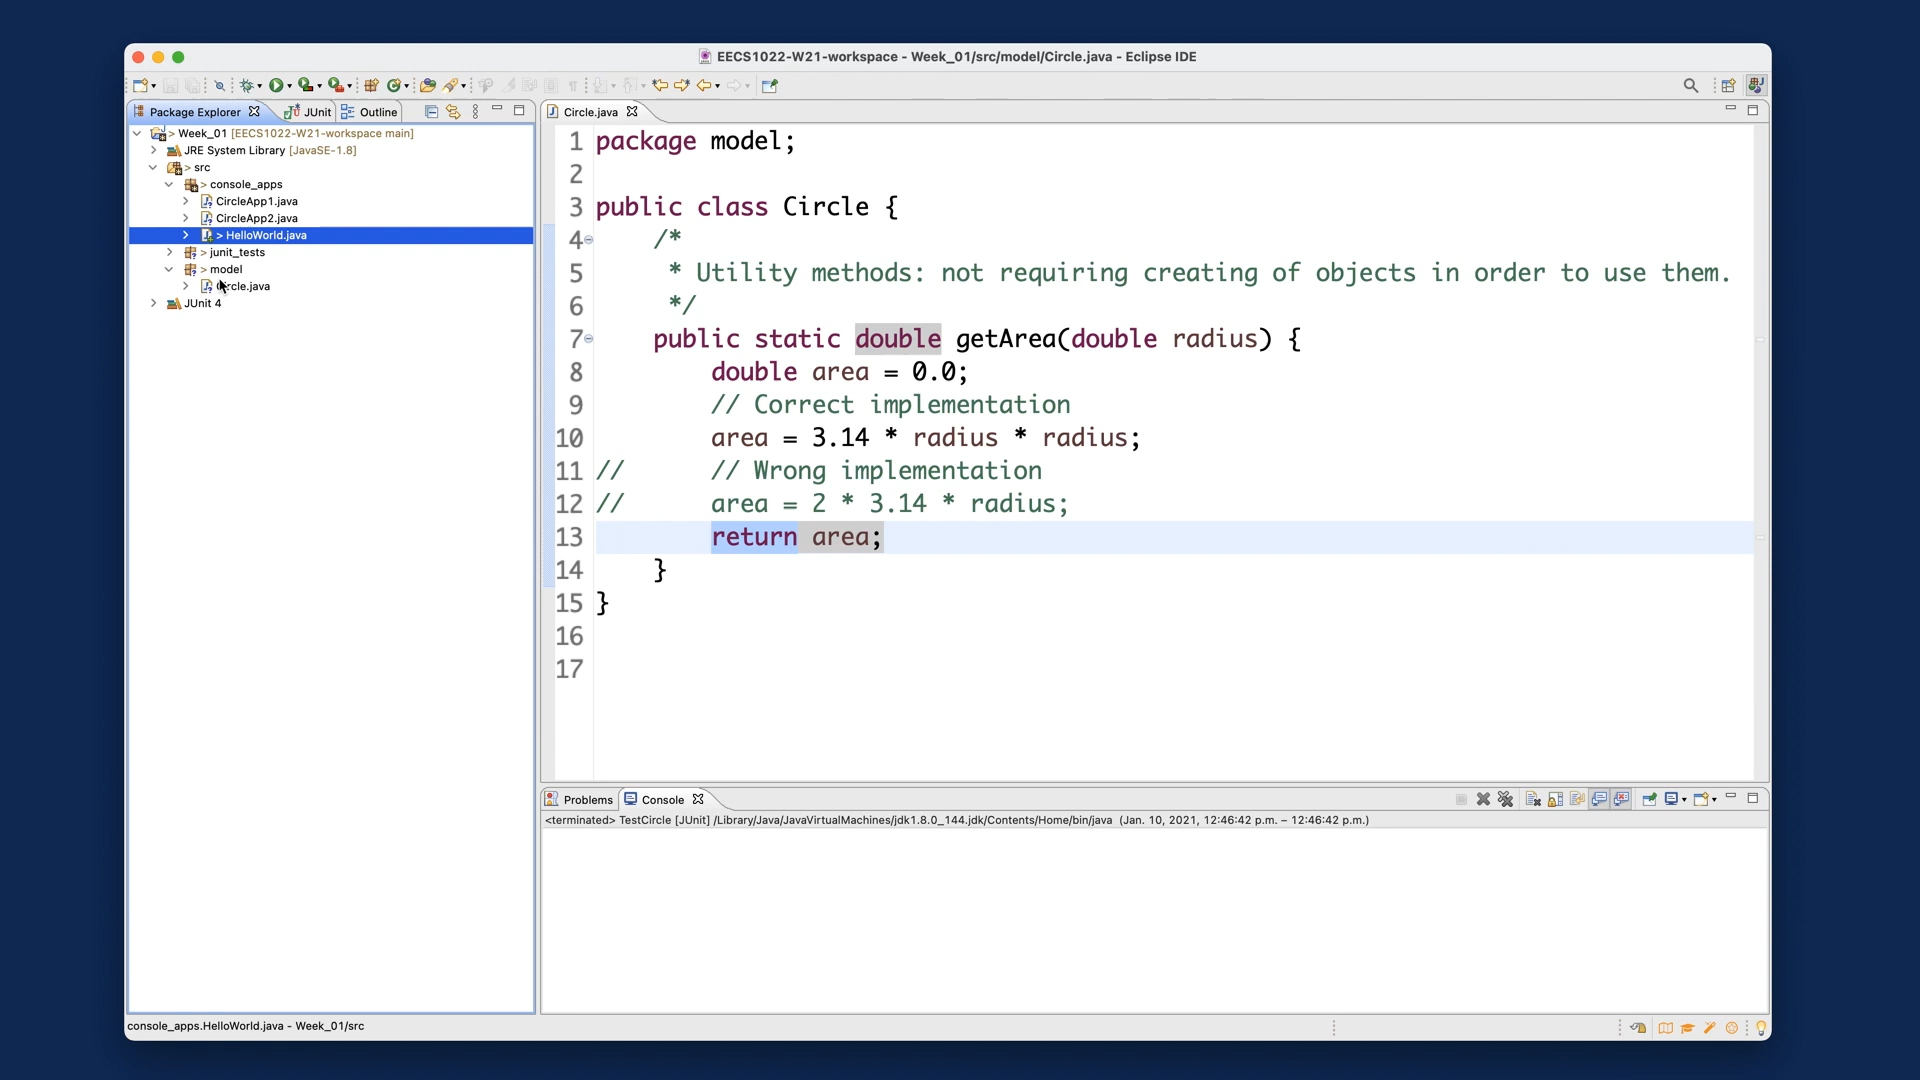 EECS1022-W21-workspace - Week_01/src/model/Circle.java - Eclipse IDE
Package Explorer
JUnit
Outline
> Week_01 [EECS1022-W21-workspace main]
JRE System Library [JavaSE-1.8]
> src
> console_apps
CircleApp1.java
CircleApp2.java
> HelloWorld.java
> junit_tests
> model
Circle.java
JUnit 4
Circle.java
1 package model;
2
3 public class Circle {
4 /*
5 * Utility methods: not requiring creating of objects in order to use them.
6 */
7 public static double getArea(double radius) {
8 double area = 0.0;
9 // Correct implementation
10 area = 3.14 * radius * radius;
11 // // Wrong implementation
12 // area = 2 * 3.14 * radius;
13 return area;
14 }
15 }
16
17
Problems
Console
<terminated> TestCircle [JUnit] /Library/Java/JavaVirtualMachines/jdk1.8.0_144.jdk/Contents/Home/bin/java (Jan. 10, 2021, 12:46:42 p.m. – 12:46:42 p.m.)
console_apps.HelloWorld.java - Week_01/src